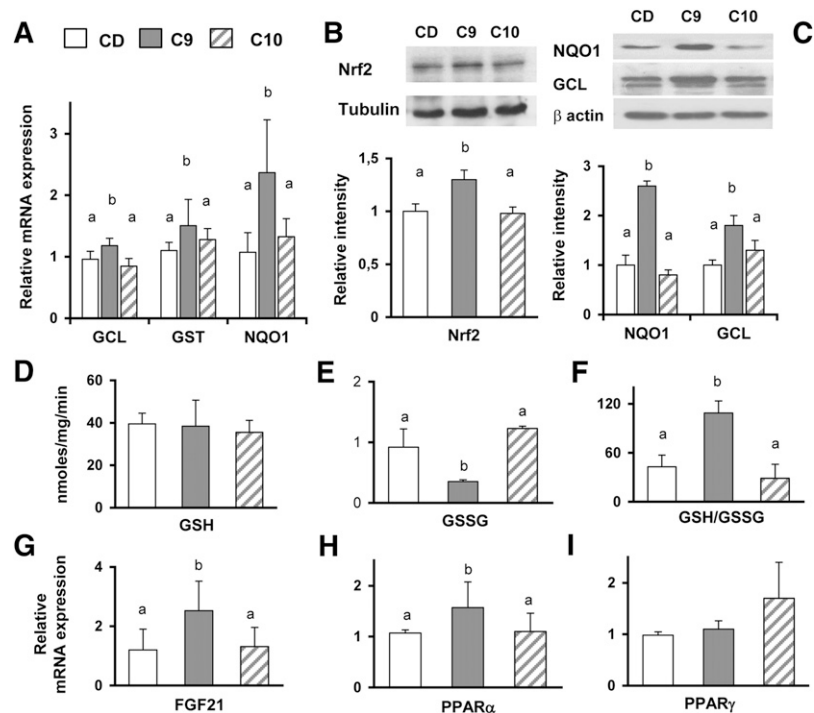 A
CD
C9
C10
Relative mRNA expression
3
2
1
0
a b a
a b a
a b a
GCL GST NQO1
B
CD C9 C10
Nrf2
Tubulin
Relative intensity
1,5
1
0,5
0
a b a
Nrf2
C
CD C9 C10
NQO1
GCL
β actin
Relative intensity
3
2
1
0
a b a
a b a
NQO1 GCL
D
nmoles/mg/min
60
40
20
0
GSH
E
2
1
0
a b a
GSSG
F
120
60
0
a b a
GSH/GSSG
G
Relative
mRNA expression
4
2
0
a b a
FGF21
H
2
1
0
a b a
PPARα
I
2
1
0
PPARγ